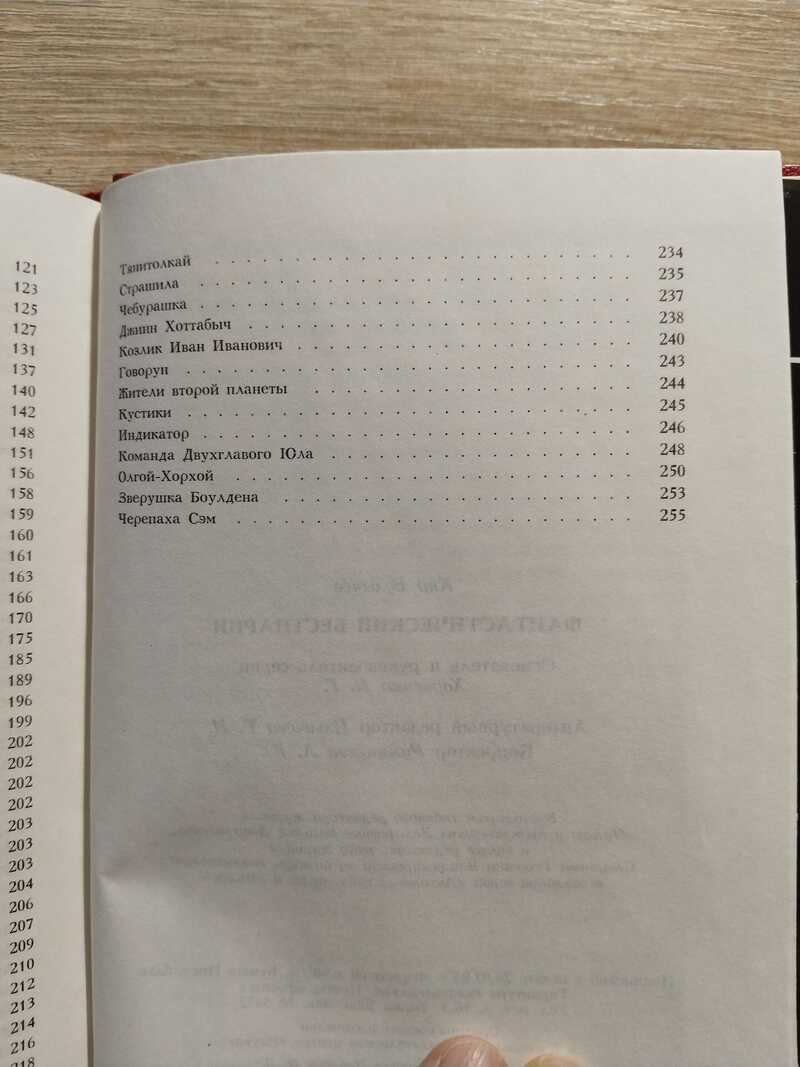 121
123
125
127
131
137
140
142
148
151
156
158
159
160
161
163
166
170
175
185
189
196
199
202
202
202
202
203
203
203
204
206
207
209
210
212
213
214
216
218
Тянитолкай . . . . . . . . . . . . . . . . 234
Страшила . . . . . . . . . . . . . . . . . 235
Чебурашка . . . . . . . . . . . . . . . . . 237
Джинн Хоттабыч . . . . . . . . . . . . . . . 238
Козлик Иван Иванович . . . . . . . . . . . . . 240
Говорун . . . . . . . . . . . . . . . . . . 243
Жители второй планеты . . . . . . . . . . . . . 244
Кустики . . . . . . . . . . . . . . . . . . 245
Индикатор . . . . . . . . . . . . . . . . . 246
Команда Двухглавого Юла . . . . . . . . . . . . 248
Олгой-Хорхой . . . . . . . . . . . . . . . . 250
Зверушка Боулдена . . . . . . . . . . . . . . 253
Черепаха Сэм . . . . . . . . . . . . . . . . 255
ФАНТАСТИЧЕСКИЙ БЕСТИАРИЙ